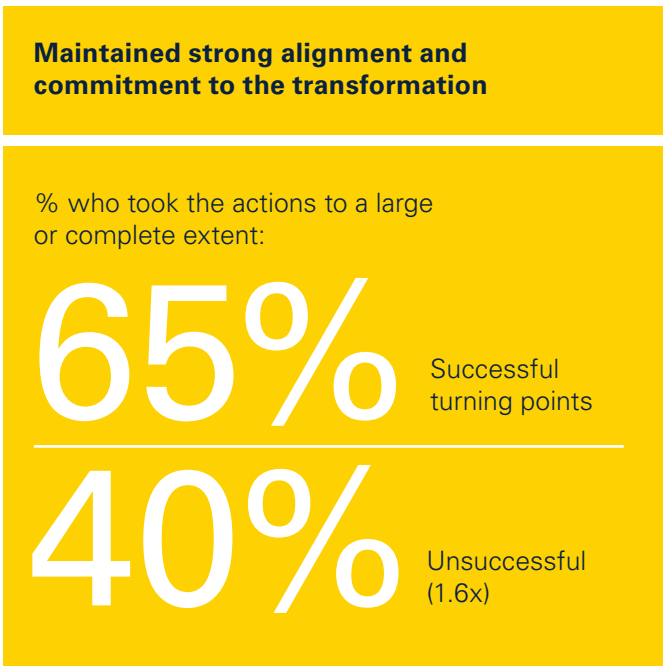 Maintained strong alignment and
commitment to the transformation
% who took the actions to a large
or complete extent:
65%
Successful
turning points
40%
Unsuccessful
(1.6x)